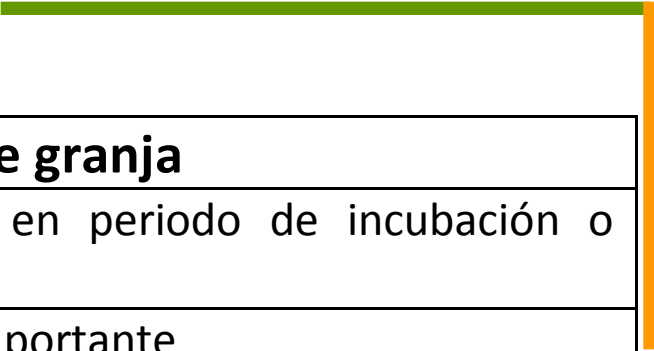 e granja
en periodo de incubación o
portante